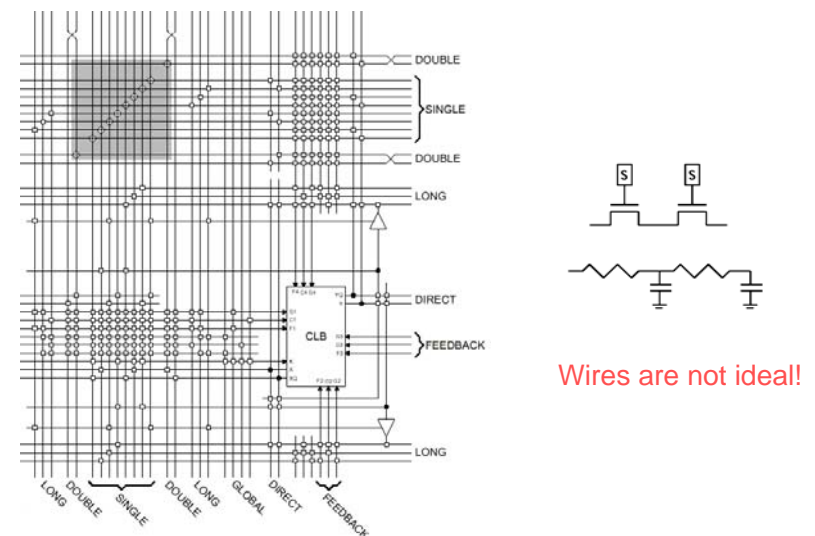 DOUBLE
SINGLE
DOUBLE
LONG
S S
DIRECT
CLB
FEEDBACK
Wires are not ideal!
LONG
LONG DOUBLE SINGLE DOUBLE LONG GLOBAL DIRECT FEEDBACK